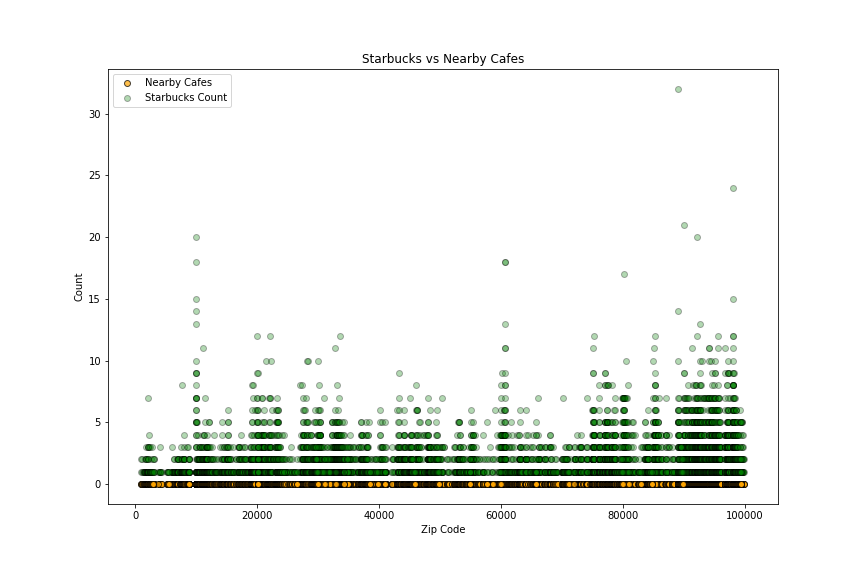 Starbucks vs Nearby Cafes
Nearby Cafes
Starbucks Count
30
25
20
15
10
5
0
Count
0
20000
40000
60000
80000
100000
Zip Code